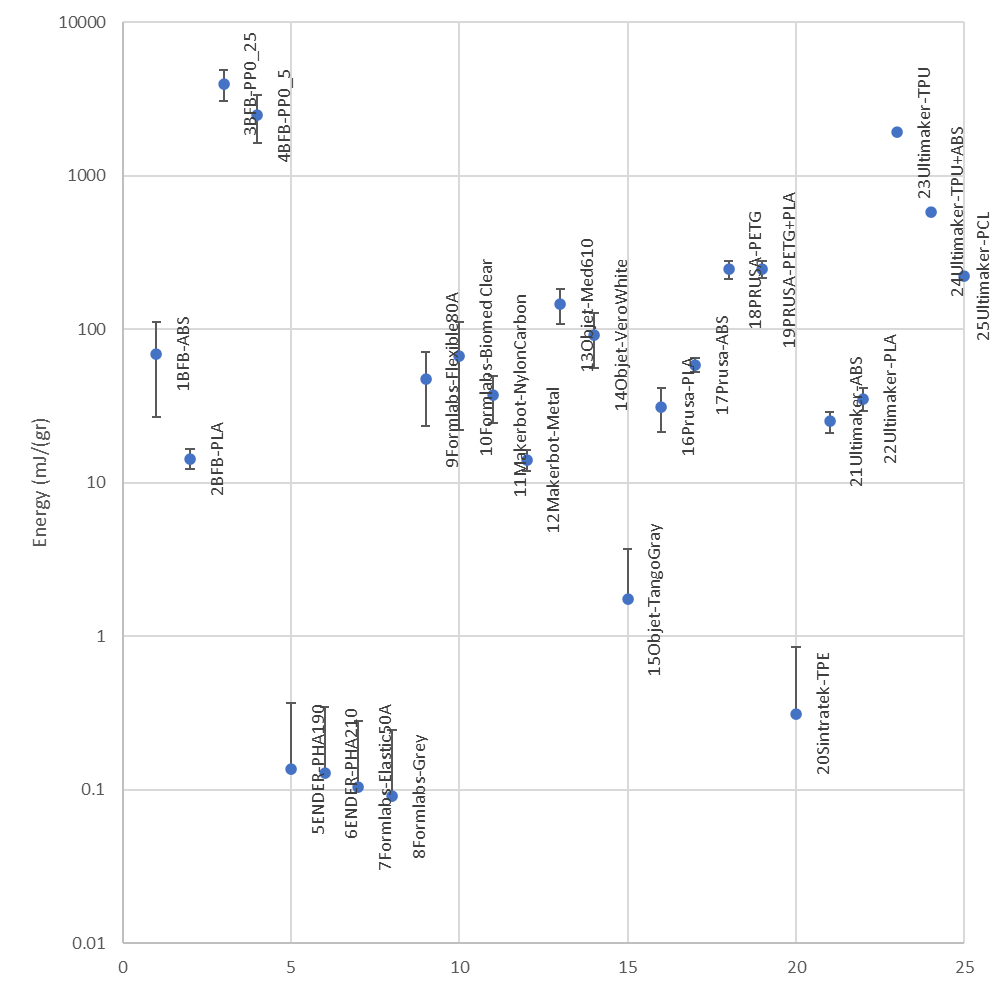 10000
1000
100
10
1
0.1
0.01
Energy (mJ/(gr)
0
5
10
15
20
25
1BFB-ABS
2BFB-PLA
3BFB-PP0_25
4BFB-PP0_5
5ENDER-PHA190
6ENDER-PHA210
7Formlabs-Elastic50A
8Formlabs-Grey
9Formlabs-Flexible80A
10Formlabs-Biomed Clear
11Makerbot-NylonCarbon
12Makerbot-Metal
13Objet-Med610
14Objet-VeroWhite
15Objet-TangoGray
16Prusa-PLA
17Prusa-ABS
18PRUSA-PETG
19PRUSA-PETG+PLA
20Sintratek-TPE
21Ultimaker-ABS
22Ultimaker-PLA
23Ultimaker-TPU
24Ultimaker-TPU+ABS
25Ultimaker-PCL